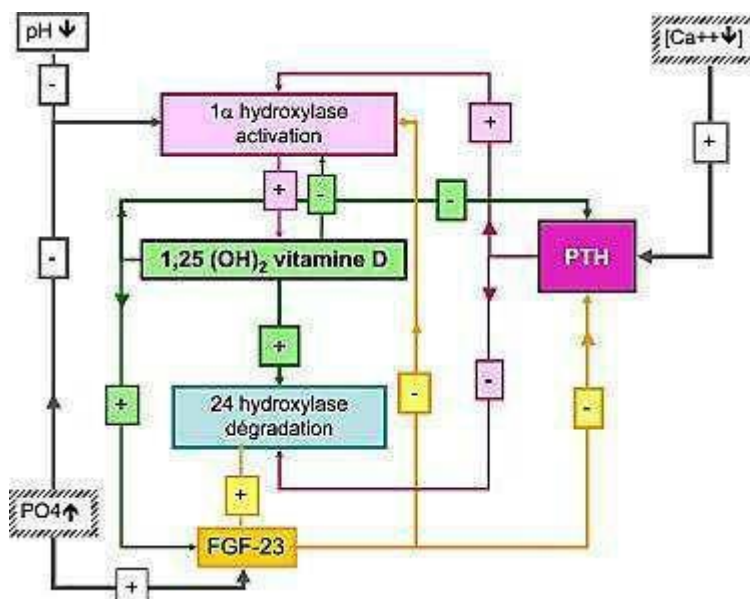 pH ↓
[Ca++↓]
-
1α hydroxylase
activation
+
+
+
-
-
-
1,25 (OH)₂ vitamine D
PTH
+
-
-
-
+
24 hydroxylase
dégradation
+
PO4↑
FGF-23
+